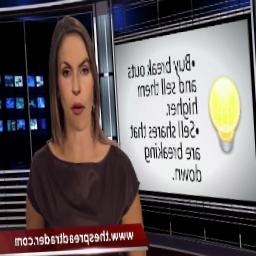 •Buy break outs
and sell them
higher.
•Sell shares that
are breaking
down.
www.thespreadtrader.com